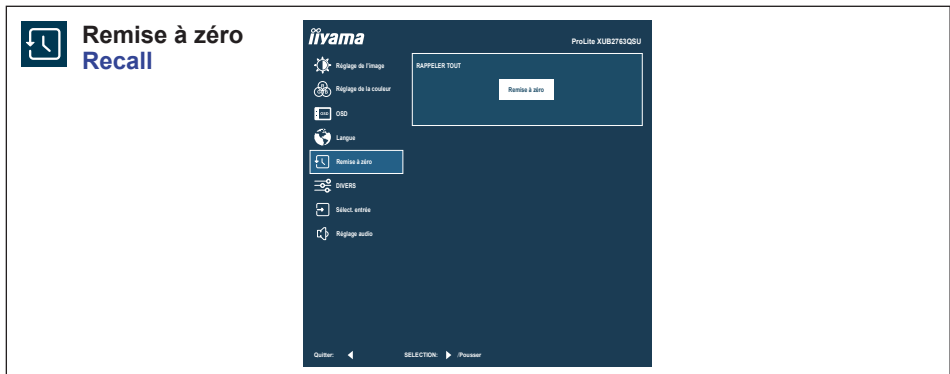 Remise à zéro
Recall
iiyama
ProLite XUB2763QSU
Réglage de l'image
RAPPELER TOUT
Réglage de la couleur
Remise à zéro
OSD
OSD
Langue
Remise à zéro
DIVERS
Sélect. entrée
Réglage audio
Quitter:
SELECTION:
/Pousser